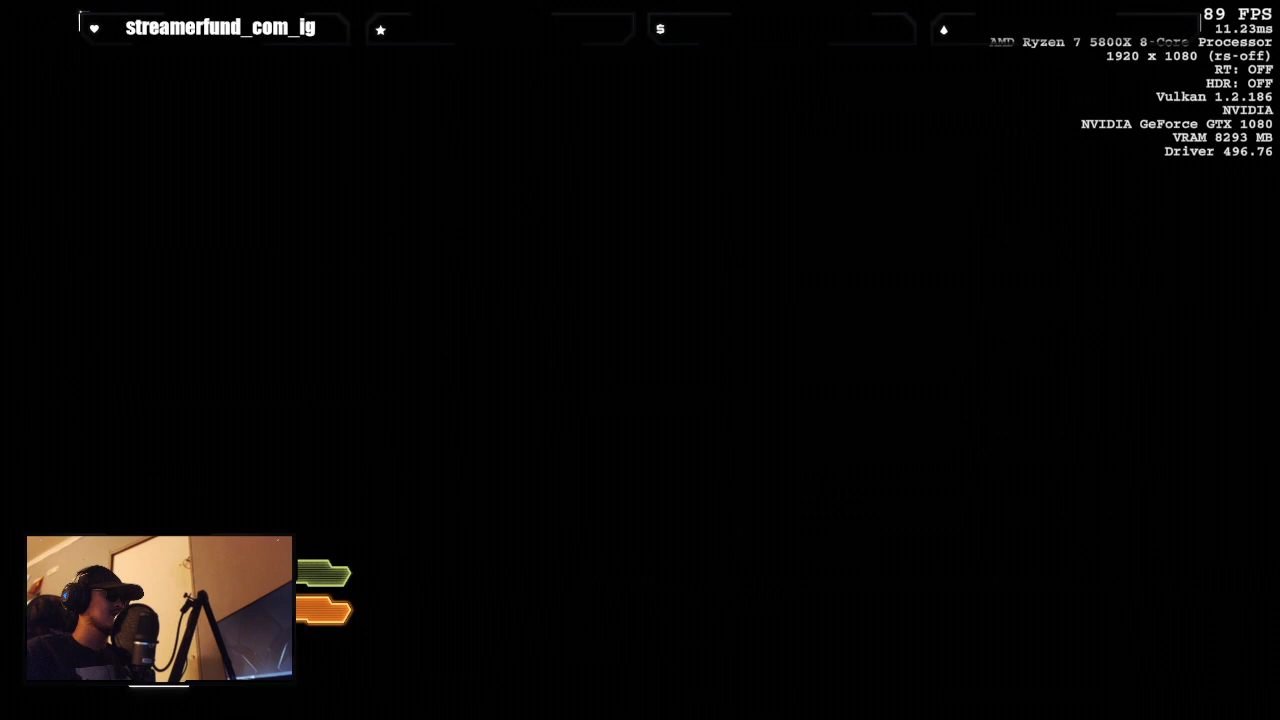 streamerfund_com_ig
$
89 FPS
11.23ms
AMD Ryzen 7 5800X 8-Core Processor
1920 x 1080 (rs-off)
RT: OFF
HDR: OFF
Vulkan 1.2.186
NVIDIA
NVIDIA GeForce GTX 1080
VRAM 8293 MB
Driver 496.76